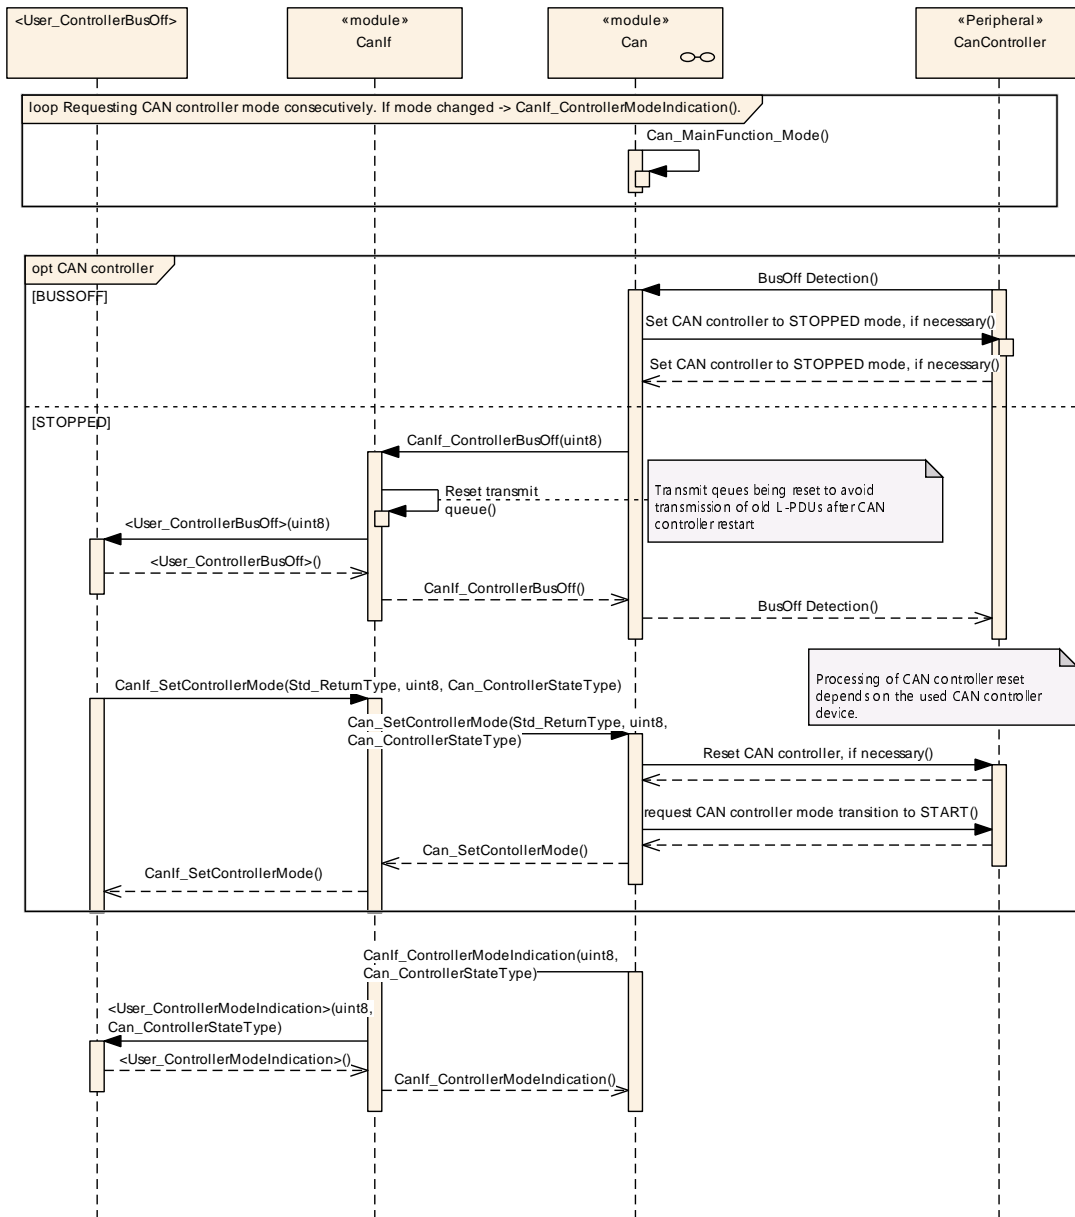 <User_ControllerBusOff>
«module»
CanIf
«module»
Can
«Peripheral»
CanController
loop Requesting CAN controller mode consecutively. If mode changed -> CanIf_ControllerModeIndication().
Can_MainFunction_Mode()
opt CAN controller
[BUSSOFF]
BusOff Detection()
Set CAN controller to STOPPED mode, if necessary()
Set CAN controller to STOPPED mode, if necessary()
[STOPPED]
CanIf_ControllerBusOff(uint8)
Reset transmit
queue()
Transmit qeues being reset to avoid
transmission of old L-PDUs after CAN
controller restart
<User_ControllerBusOff>(uint8)
<User_ControllerBusOff>()
CanIf_ControllerBusOff()
BusOff Detection()
Processing of CAN controller reset
depends on the used CAN controller
device.
CanIf_SetControllerMode(Std_ReturnType, uint8, Can_ControllerStateType)
Can_SetControllerMode(Std_ReturnType, uint8,
Can_ControllerStateType)
Reset CAN controller, if necessary()
request CAN controller mode transition to START()
Can_SetContollerMode()
CanIf_SetControllerMode()
CanIf_ControllerModeIndication(uint8,
Can_ControllerStateType)
<User_ControllerModeIndication>(uint8,
Can_ControllerStateType)
<User_ControllerModeIndication>()
CanIf_ControllerModeIndication()